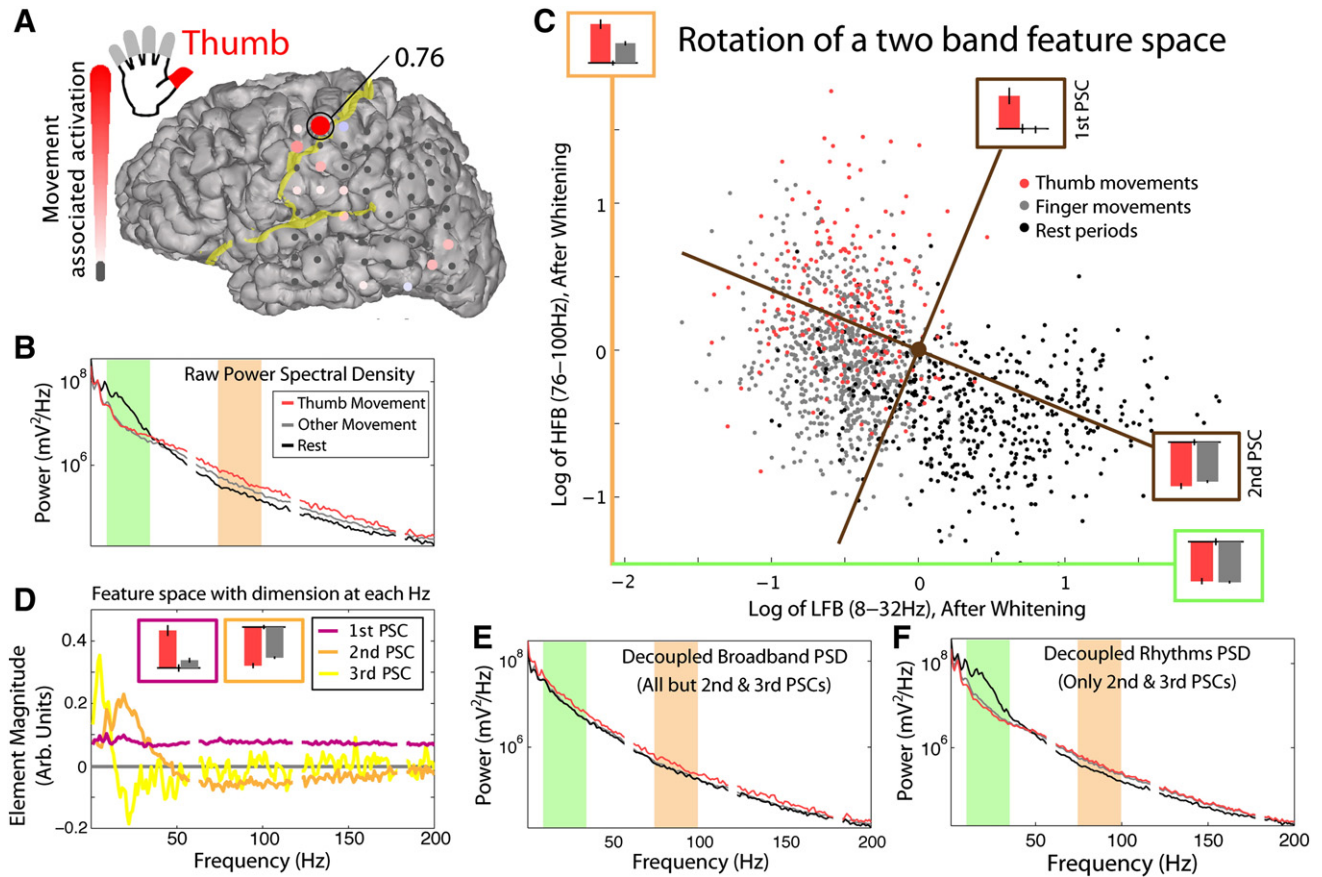 A
Thumb
0.76
Movement
associated activation
B
Raw Power Spectral Density
Thumb Movement
Other Movement
Rest
Power (mV²/Hz)
10⁸
10⁶
C
Rotation of a two band feature space
1st PSC
Thumb movements
Finger movements
Rest periods
Log of HFB (76–100Hz), After Whitening
1
0
−1
2nd PSC
−2
−1
0
1
Log of LFB (8–32Hz), After Whitening
D
Feature space with dimension at each Hz
1st PSC
2nd PSC
3rd PSC
Element Magnitude
(Arb. Units)
0.4
0.2
0
−0.2
50
100
150
200
Frequency (Hz)
E
Decoupled Broadband PSD
(All but 2nd & 3rd PSCs)
Power (mV²/Hz)
10⁸
10⁶
50
100
150
200
Frequency (Hz)
F
Decoupled Rhythms PSD
(Only 2nd & 3rd PSCs)
Power (mV²/Hz)
10⁸
10⁶
50
100
150
200
Frequency (Hz)